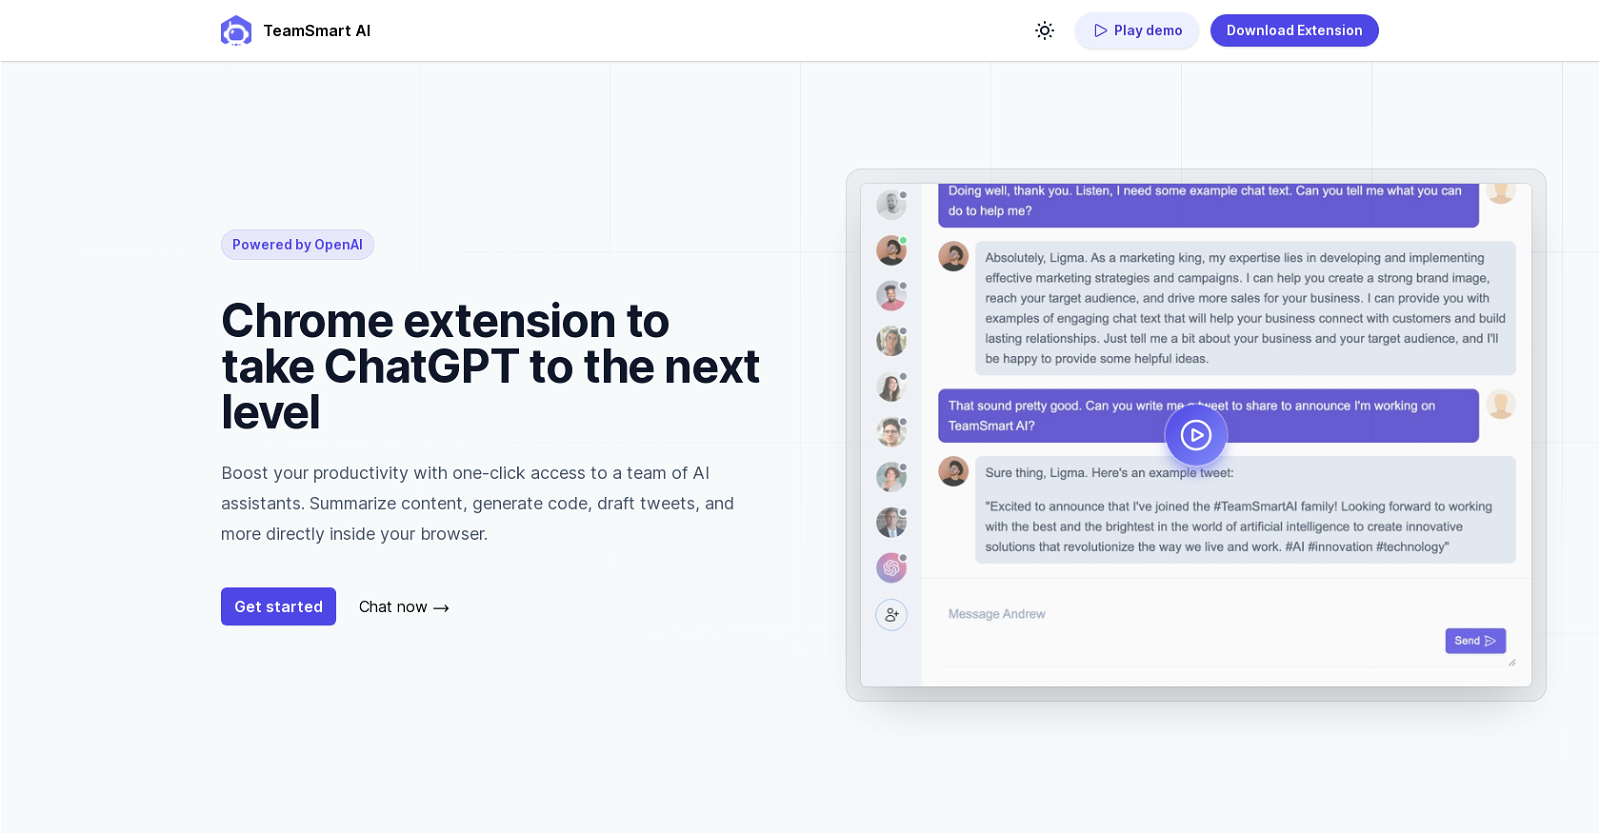 TeamSmart AI
Play demo
Download Extension
Powered by OpenAI
Chrome extension to
take ChatGPT to the next
level
Boost your productivity with one-click access to a team of AI
assistants. Summarize content, generate code, draft tweets, and
more directly inside your browser.
Get started
Chat now →
Doing well, thank you. Listen, I need some example chat text. Can you tell me what you can
do to help me?
Absolutely, Ligma. As a marketing king, my expertise lies in developing and implementing
effective marketing strategies and campaigns. I can help you create a strong brand image,
reach your target audience, and drive more sales for your business. I can provide you with
examples of engaging chat text that will help your business connect with customers and build
lasting relationships. Just tell me a bit about your business and your target audience, and I'll
be happy to provide some helpful ideas.
That sound pretty good. Can you write me a tweet to share to announce I'm working on
TeamSmart AI?
Sure thing, Ligma. Here's an example tweet:
"Excited to announce that I've joined the #TeamSmartAI family! Looking forward to working
with the best and the brightest in the world of artificial intelligence to create innovative
solutions that revolutionize the way we live and work. #AI #innovation #technology"
Message Andrew
Send